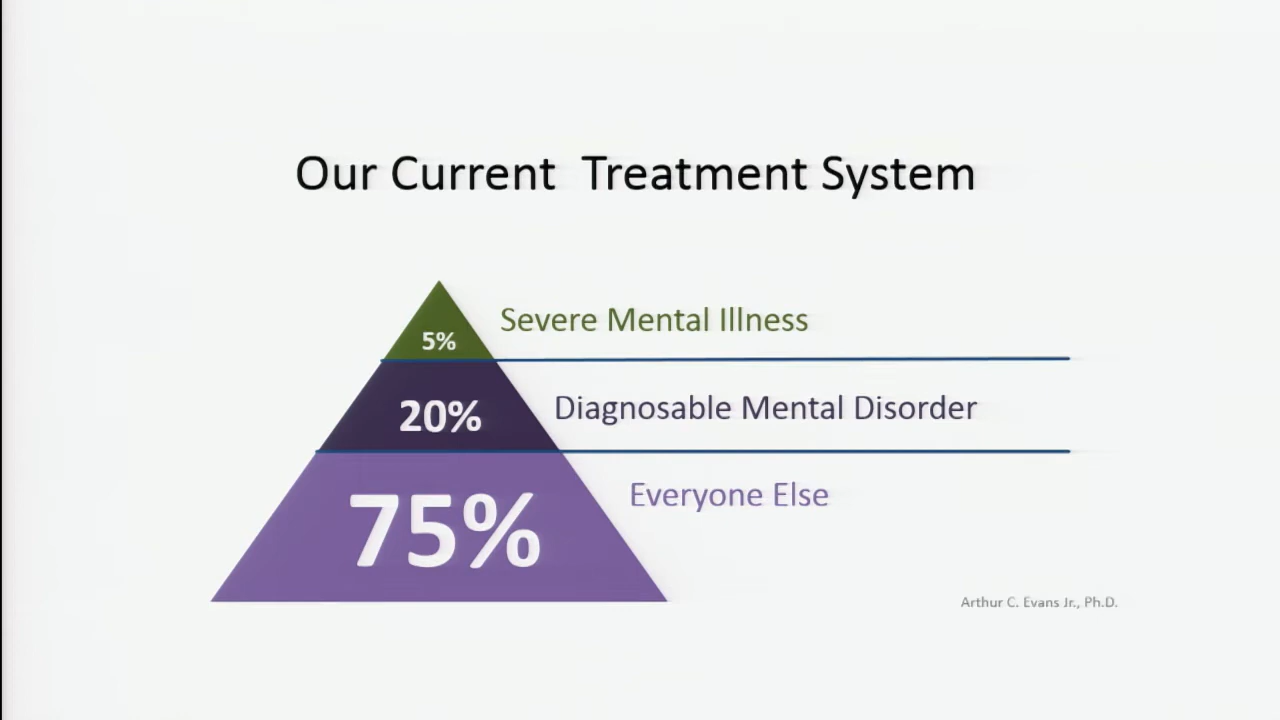 Our Current Treatment System
5%
Severe Mental Illness
20%
Diagnosable Mental Disorder
75%
Everyone Else
Arthur C. Evans Jr., Ph.D.